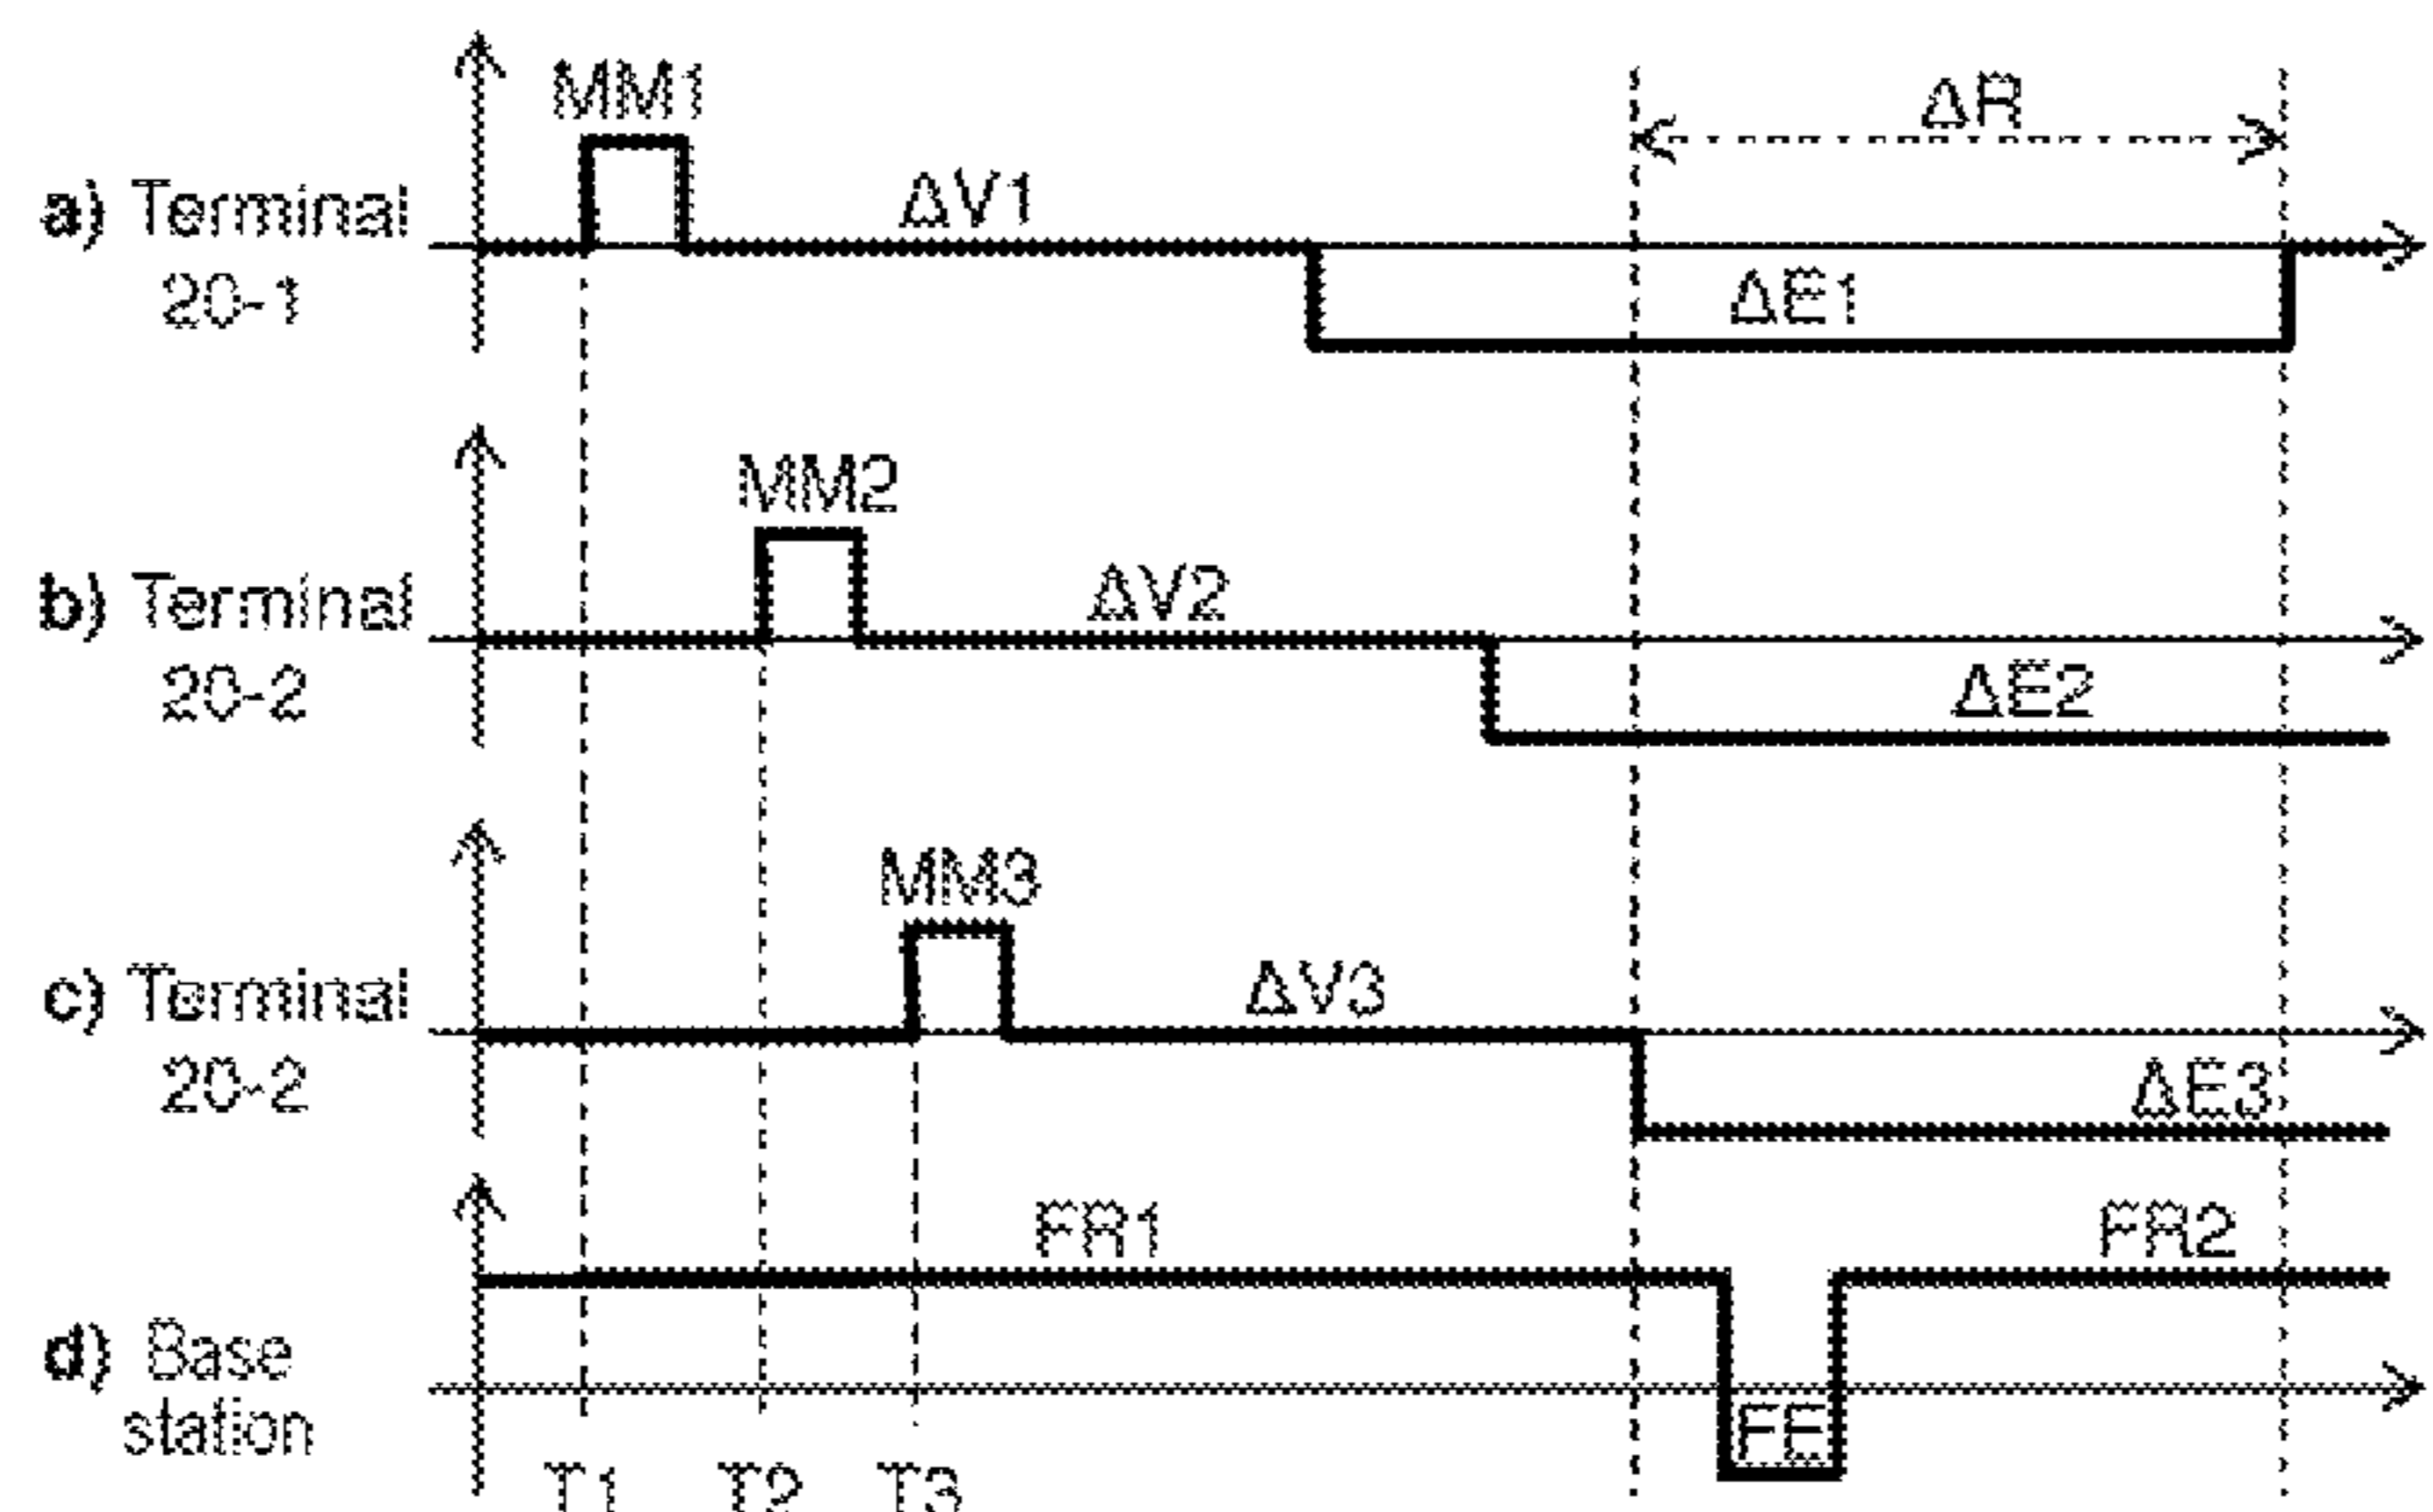 MM1
ΔR
ΔV1
a) Terminal
20-1
ΔE1
MM2
ΔV2
b) Terminal
20-2
ΔE2
MM3
ΔV3
c) Terminal
20-2
ΔE3
FR1
FR2
d) Base
station
FE
T1 T2 T3